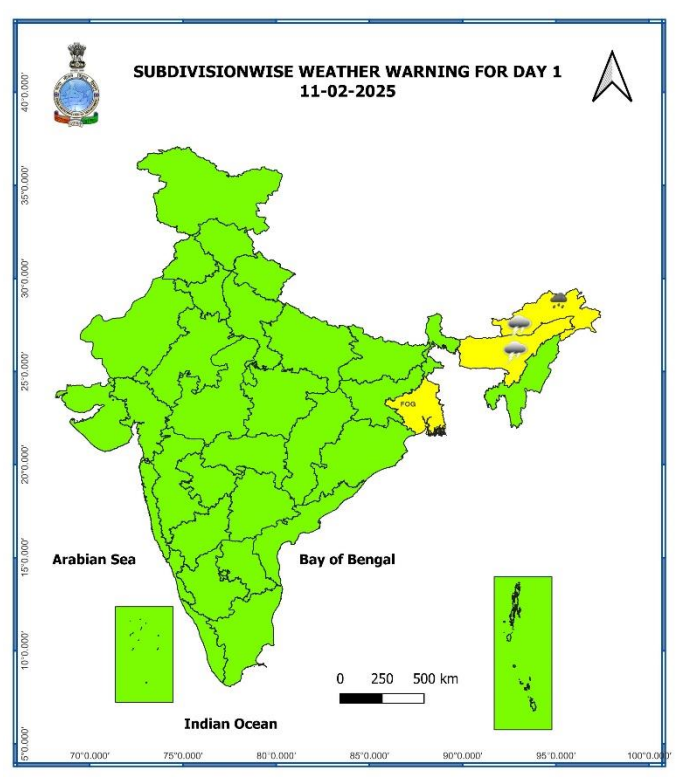 SUBDIVISIONWISE WEATHER WARNING FOR DAY 1
11-02-2025
40°0.000'
35°0.000'
30°0.000'
25°0.000'
20°0.000'
15°0.000'
10°0.000'
5°0.000'
FOG
Arabian Sea
Bay of Bengal
0 250 500 km
Indian Ocean
70°0.000' 75°0.000' 80°0.000' 85°0.000' 90°0.000' 95°0.000' 100°0.000'